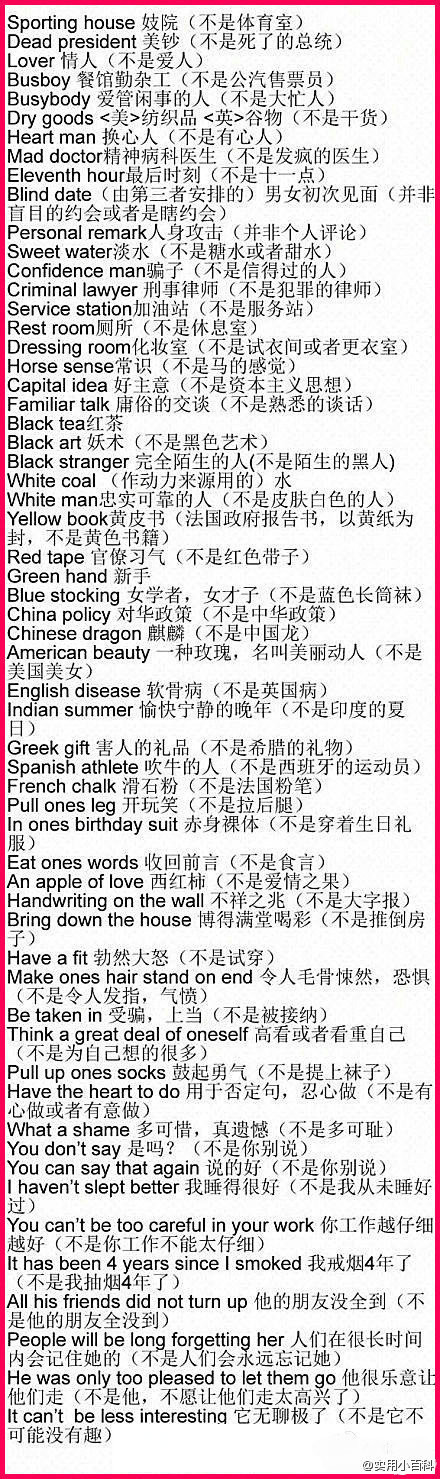 Sporting house 妓院（不是体育室）
Dead president 美钞（不是死了的总统）
Lover 情人（不是爱人）
Busboy 餐馆勤杂工（不是公汽售票员）
Busybody 爱管闲事的人（不是大忙人）
Dry goods <美>纺织品 <英>谷物（不是干货）
Heart man 换心人（不是有心人）
Mad doctor精神病科医生（不是发疯的医生）
Eleventh hour最后时刻（不是十一点）
Blind date（由第三者安排的）男女初次见面（并非
盲目的约会或者是瞎约会）
Personal remark人身攻击（并非个人评论）
Sweet water淡水（不是糖水或者甜水）
Confidence man骗子（不是信得过的人）
Criminal lawyer 刑事律师（不是犯罪的律师）
Service station加油站（不是服务站）
Rest room厕所（不是休息室）
Dressing room化妆室（不是试衣间或者更衣室）
Horse sense常识（不是马的感觉）
Capital idea 好主意（不是资本主义思想）
Familiar talk 庸俗的交谈（不是熟悉的谈话）
Black tea红茶
Black art 妖术（不是黑色艺术）
Black stranger 完全陌生的人(不是陌生的黑人)
White coal （作动力来源用的）水
White man忠实可靠的人（不是皮肤白色的人）
Yellow book黄皮书（法国政府报告书，以黄纸为
封，不是黄色书籍）
Red tape 官僚习气（不是红色带子）
Green hand 新手
Blue stocking 女学者，女才子（不是蓝色长筒袜）
China policy 对华政策（不是中华政策）
Chinese dragon 麒麟（不是中国龙）
American beauty 一种玫瑰，名叫美丽动人（不是
美国美女）
English disease 软骨病（不是英国病）
Indian summer 愉快宁静的晚年（不是印度的夏
日）
Greek gift 害人的礼品（不是希腊的礼物）
Spanish athlete 吹牛的人（不是西班牙的运动员）
French chalk 滑石粉（不是法国粉笔）
Pull ones leg 开玩笑（不是拉后腿）
In ones birthday suit 赤身裸体（不是穿着生日礼
服）
Eat ones words 收回前言（不是食言）
An apple of love 西红柿（不是爱情之果）
Handwriting on the wall 不祥之兆（不是大字报）
Bring down the house 博得满堂喝彩（不是推倒房
子）
Have a fit 勃然大怒（不是试穿）
Make ones hair stand on end 令人毛骨悚然，恐惧
（不是令人发指，气愤）
Be taken in 受骗，上当（不是被接纳）
Think a great deal of oneself 高看或者看重自己
（不是为自己想的很多）
Pull up ones socks 鼓起勇气（不是提上袜子）
Have the heart to do 用于否定句，忍心做（不是有
心做或者有意做）
What a shame 多可惜，真遗憾（不是多可耻）
You don’t say 是吗？（不是你别说）
You can say that again 说的好（不是你别说）
I haven’t slept better 我睡得很好（不是我从未睡好
过）
You can’t be too careful in your work 你工作越仔细
越好（不是你工作不能太仔细）
It has been 4 years since I smoked 我戒烟4年了
（不是我抽烟4年了）
All his friends did not turn up 他的朋友没全到（不
是他的朋友全没到）
People will be long forgetting her 人们在很长时间
内会记住她的（不是人们会永远忘记她）
He was only too pleased to let them go 他很乐意让
他们走（不是他，不愿让他们走太高兴了）
It can’t be less interesting 它无聊极了（不是它不
可能没有趣）
@实用小百科